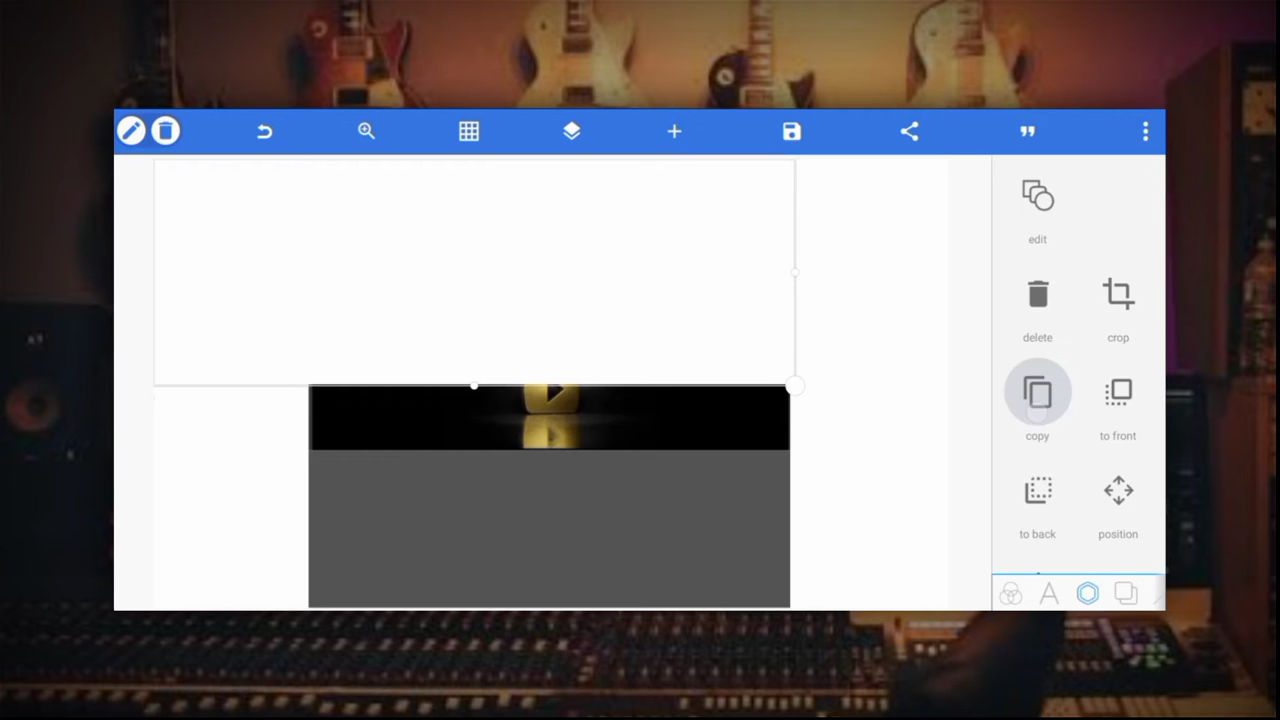 edit
delete
crop
copy
to front
to back
position